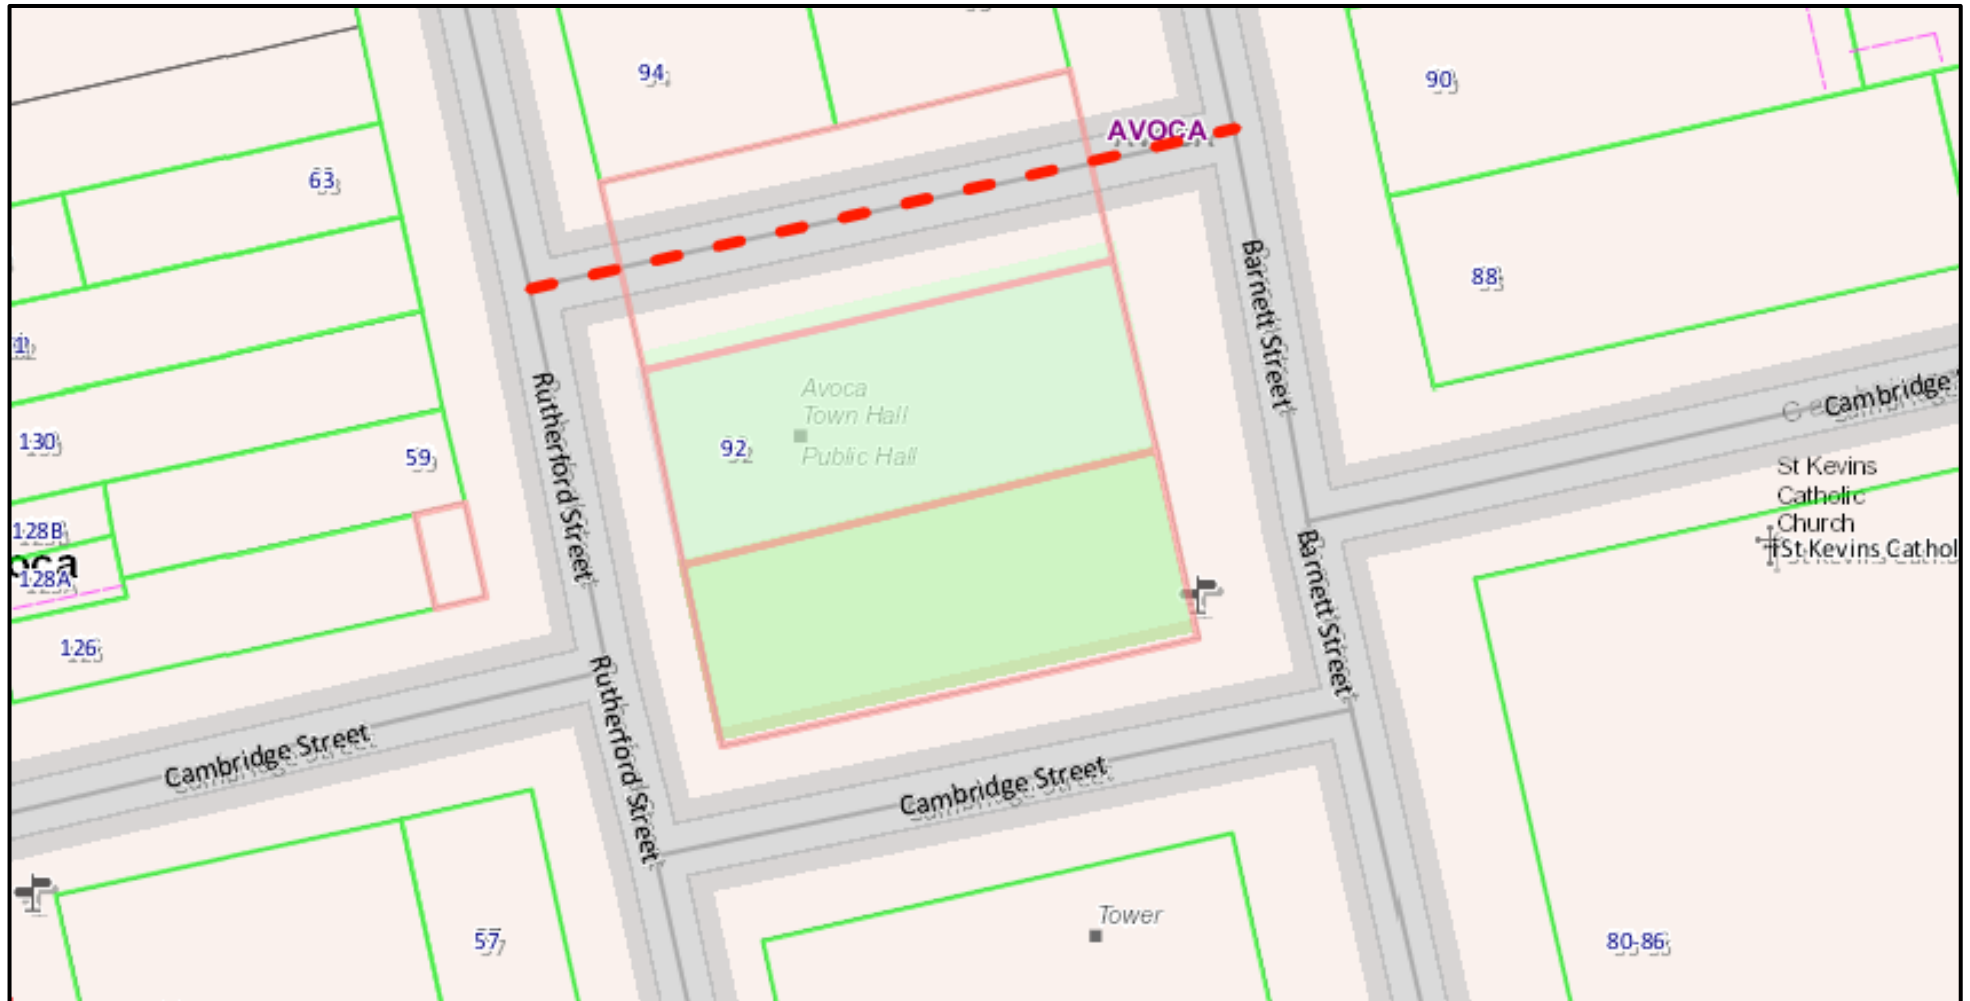 94
90
AVOCA
63
88
Barnett Street
Rutherford Street
Avoca
Town Hall
Public Hall
92
Cambridge
130
59
St Kevins
Catholic
Church
St Kevins Cathol
128B
oca
128A
Barnett Street
126
Rutherford Street
Cambridge Street
Cambridge Street
Tower
57
80-86